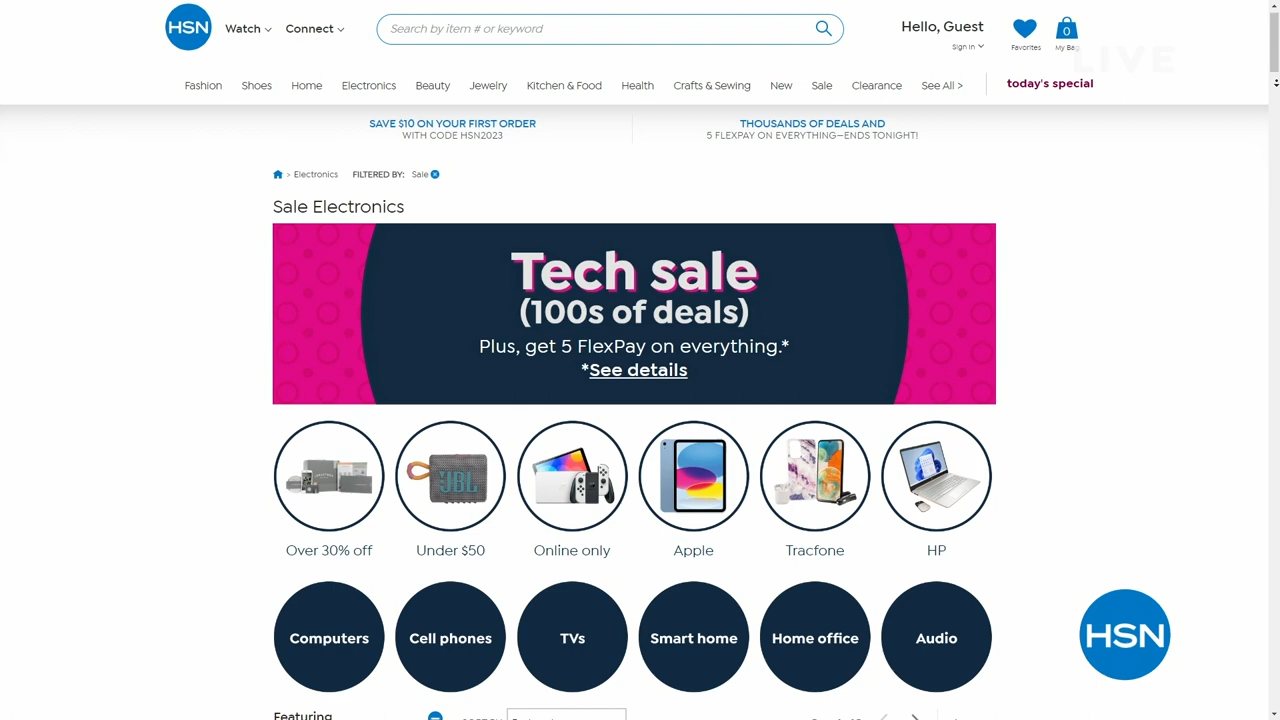 HSN
Watch
Connect
Search by item # or keyword
Hello, Guest
Sign In
Favorites
0
My Bag
LIVE
Fashion
Shoes
Home
Electronics
Beauty
Jewelry
Kitchen & Food
Health
Crafts & Sewing
New
Sale
Clearance
See All >
today's special
SAVE $10 ON YOUR FIRST ORDER
WITH CODE HSN2023
THOUSANDS OF DEALS AND
5 FLEXPAY ON EVERYTHING—ENDS TONIGHT!
> Electronics
FILTERED BY:
Sale
Sale Electronics
Tech sale
(100s of deals)
Plus, get 5 FlexPay on everything.*
*See details
JBL
Over 30% off
Under $50
Online only
Apple
Tracfone
HP
Computers
Cell phones
TVs
Smart home
Home office
Audio
HSN
Featuring